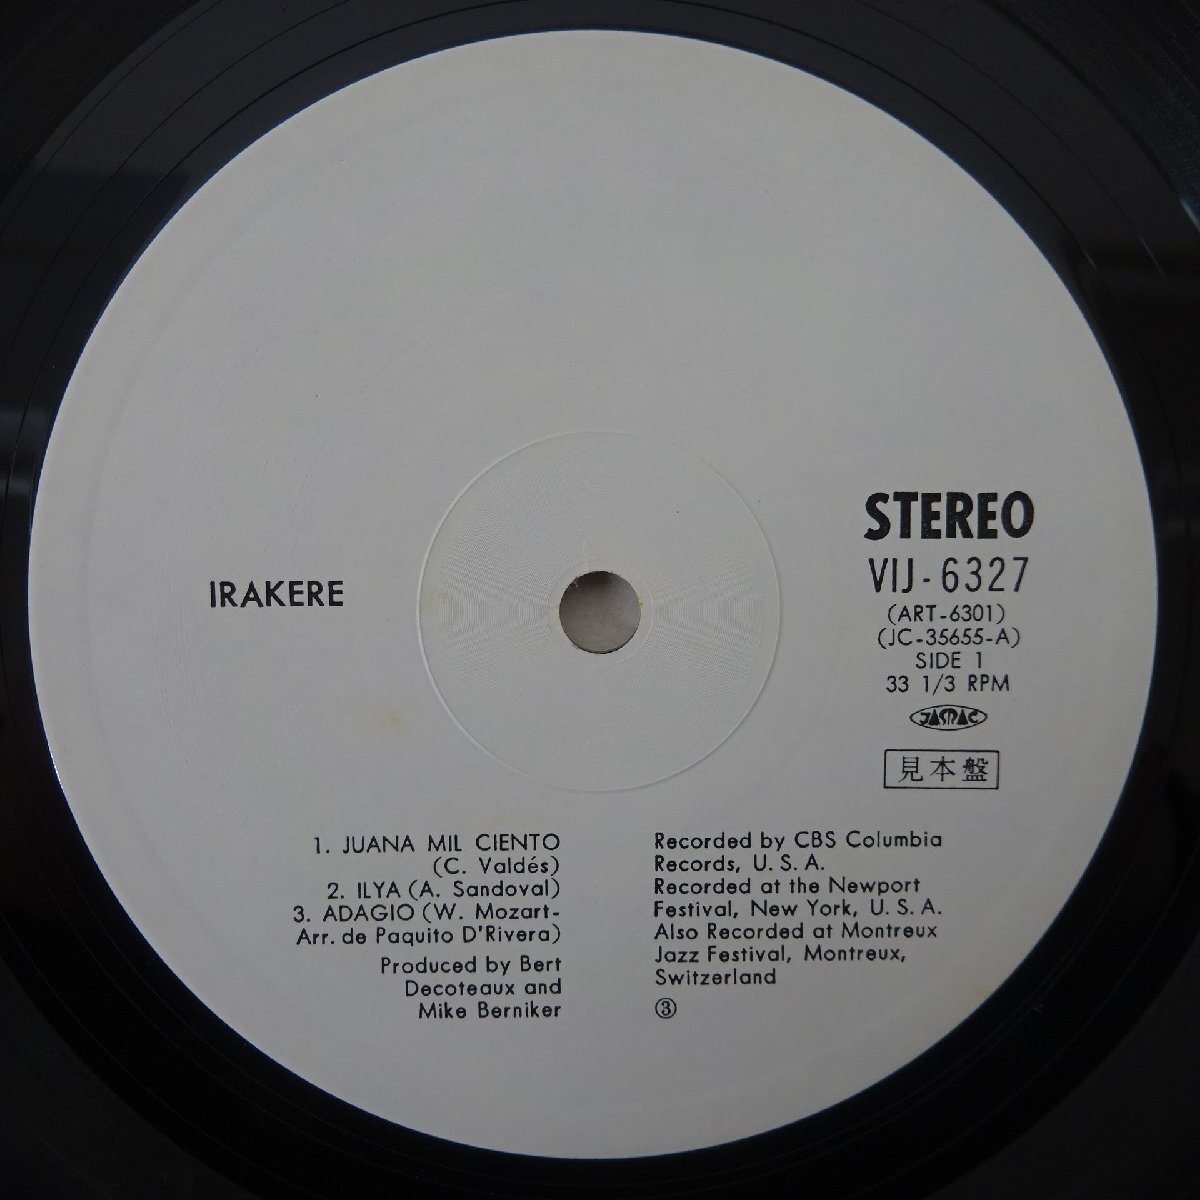 IRAKERE
STEREO
VIJ-6327
(ART-6301)
(JC-35655-A)
SIDE 1
33 1/3 RPM
JASRAC
見本盤
1. JUANA MIL CIENTO
(C. Valdés)
2. ILYA (A. Sandoval)
3. ADAGIO (W. Mozart-
Arr. de Paquito D'Rivera)
Produced by Bert
Decoteaux and
Mike Berniker
Recorded by CBS Columbia
Records, U. S. A.
Recorded at the Newport
Festival, New York, U. S. A.
Also Recorded at Montreux
Jazz Festival, Montreux,
Switzerland
③